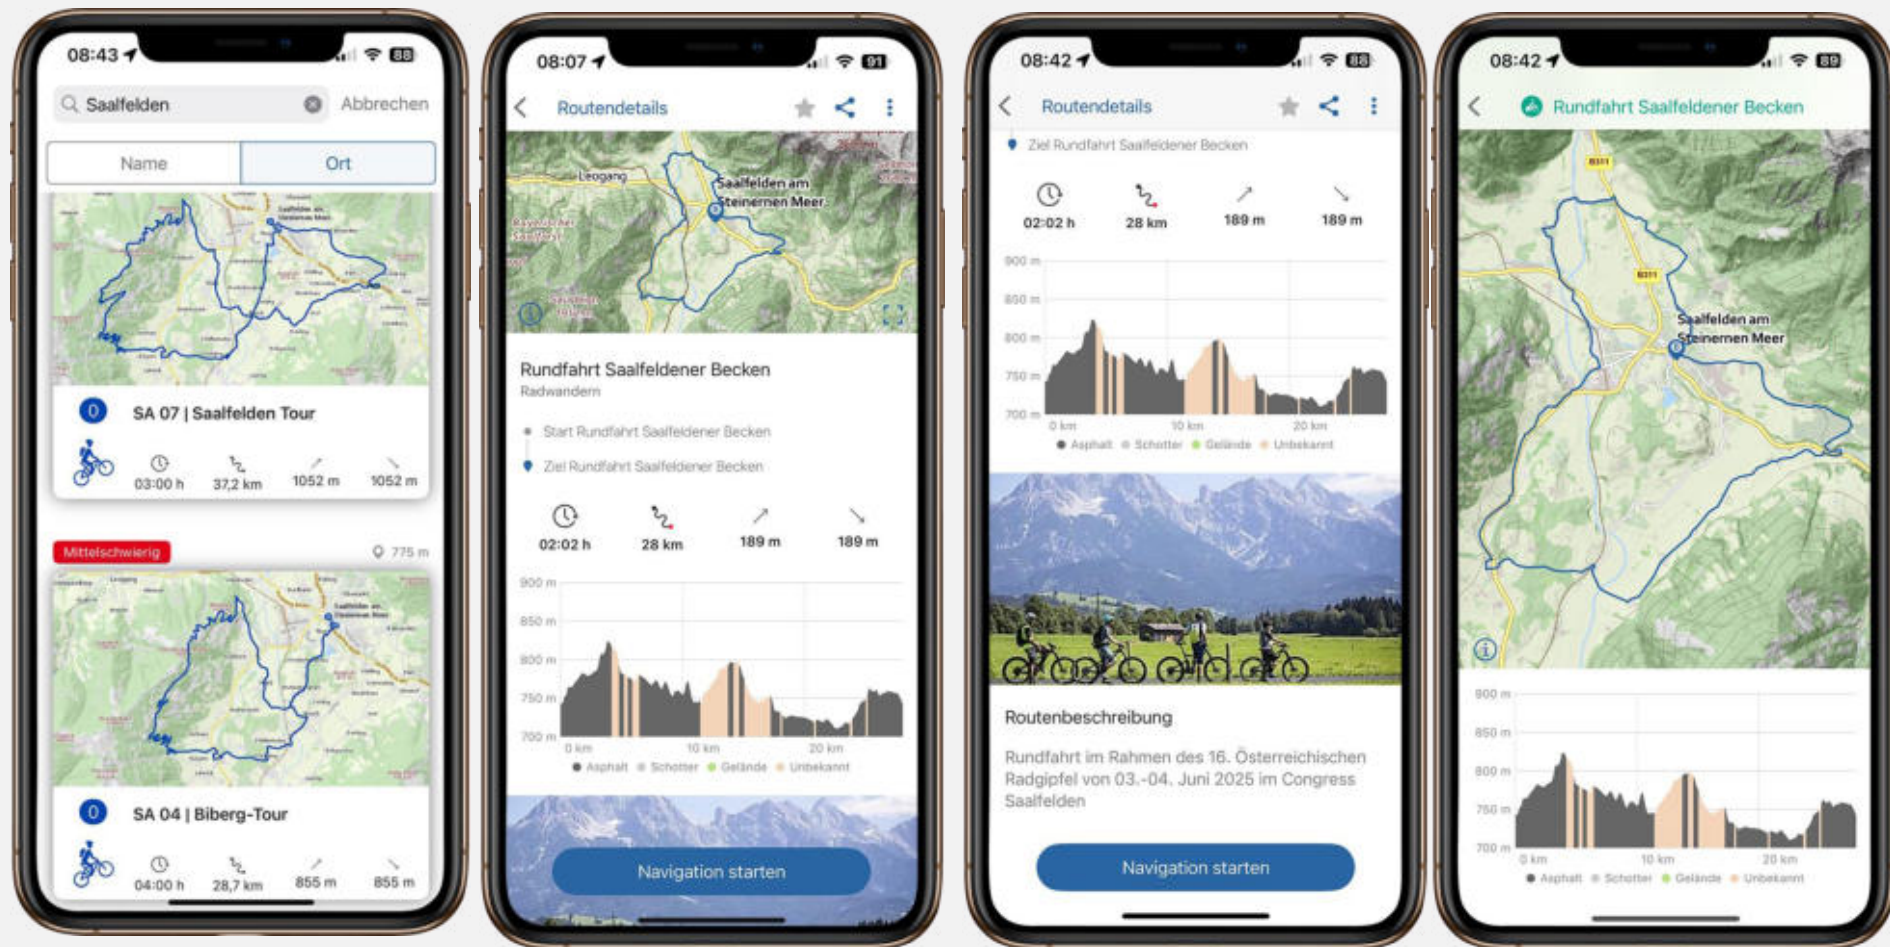 08:43
88
Saalfelden
Abbrechen
Name
Ort
SA 07 | Saalfelden Tour
03:00 h
37,2 km
1052 m
1052 m
Mittelschwierig
775 m
SA 04 | Biberg-Tour
04:00 h
28,7 km
855 m
855 m
08:07
91
Routendetails
Leogang
Saalfelden am
Steinernen Meer
Rundfahrt Saalfeldener Becken
Radwandern
Start Rundfahrt Saalfeldener Becken
Ziel Rundfahrt Saalfeldener Becken
02:02 h
28 km
189 m
189 m
900 m
850 m
800 m
750 m
700 m
0 km
10 km
20 km
Asphalt
Schotter
Gelände
Unbekannt
Navigation starten
08:42
88
Routendetails
Ziel Rundfahrt Saalfeldener Becken
02:02 h
28 km
189 m
189 m
900 m
850 m
800 m
750 m
700 m
0 km
10 km
20 km
Asphalt
Schotter
Gelände
Unbekannt
Routenbeschreibung
Rundfahrt im Rahmen des 16. Österreichischen
Radgipfel von 03.-04. Juni 2025 im Congress
Saalfelden
Navigation starten
08:42
89
Rundfahrt Saalfeldener Becken
B311
B311
Saalfelden am
Steinernen Meer
900 m
850 m
800 m
750 m
700 m
0 km
10 km
20 km
Asphalt
Schotter
Gelände
Unbekannt